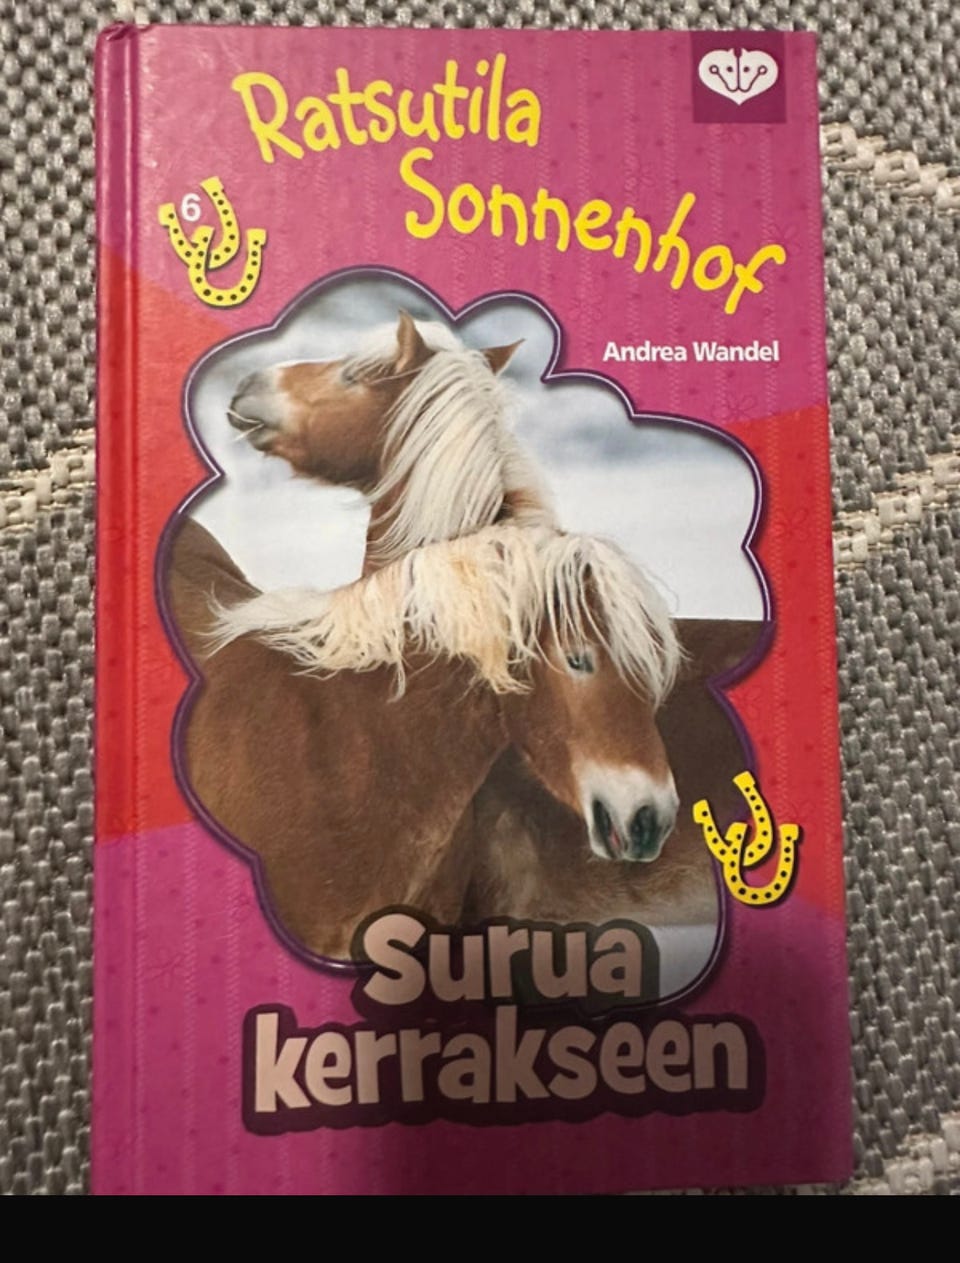 Ratsutila
Sonnenhof
6
Andrea Wandel
Surua
kerrakseen